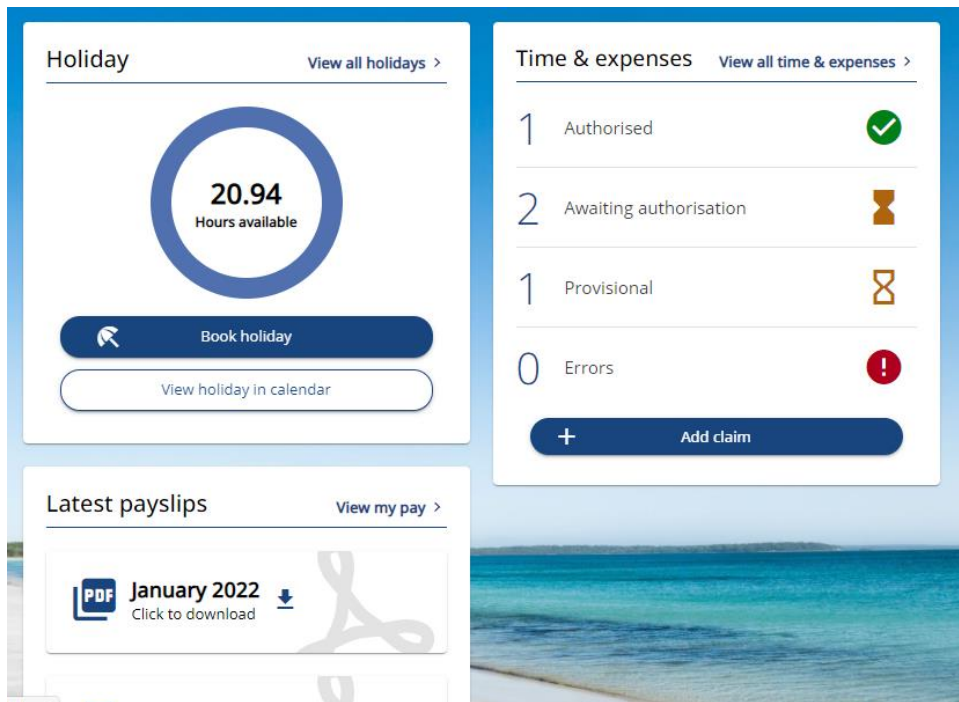 Holiday
View all holidays >
20.94
Hours available
Book holiday
View holiday in calendar
Latest payslips
View my pay >
PDF
January 2022
Click to download
Time & expenses
View all time & expenses >
1 Authorised
2 Awaiting authorisation
1 Provisional
0 Errors
+ Add claim